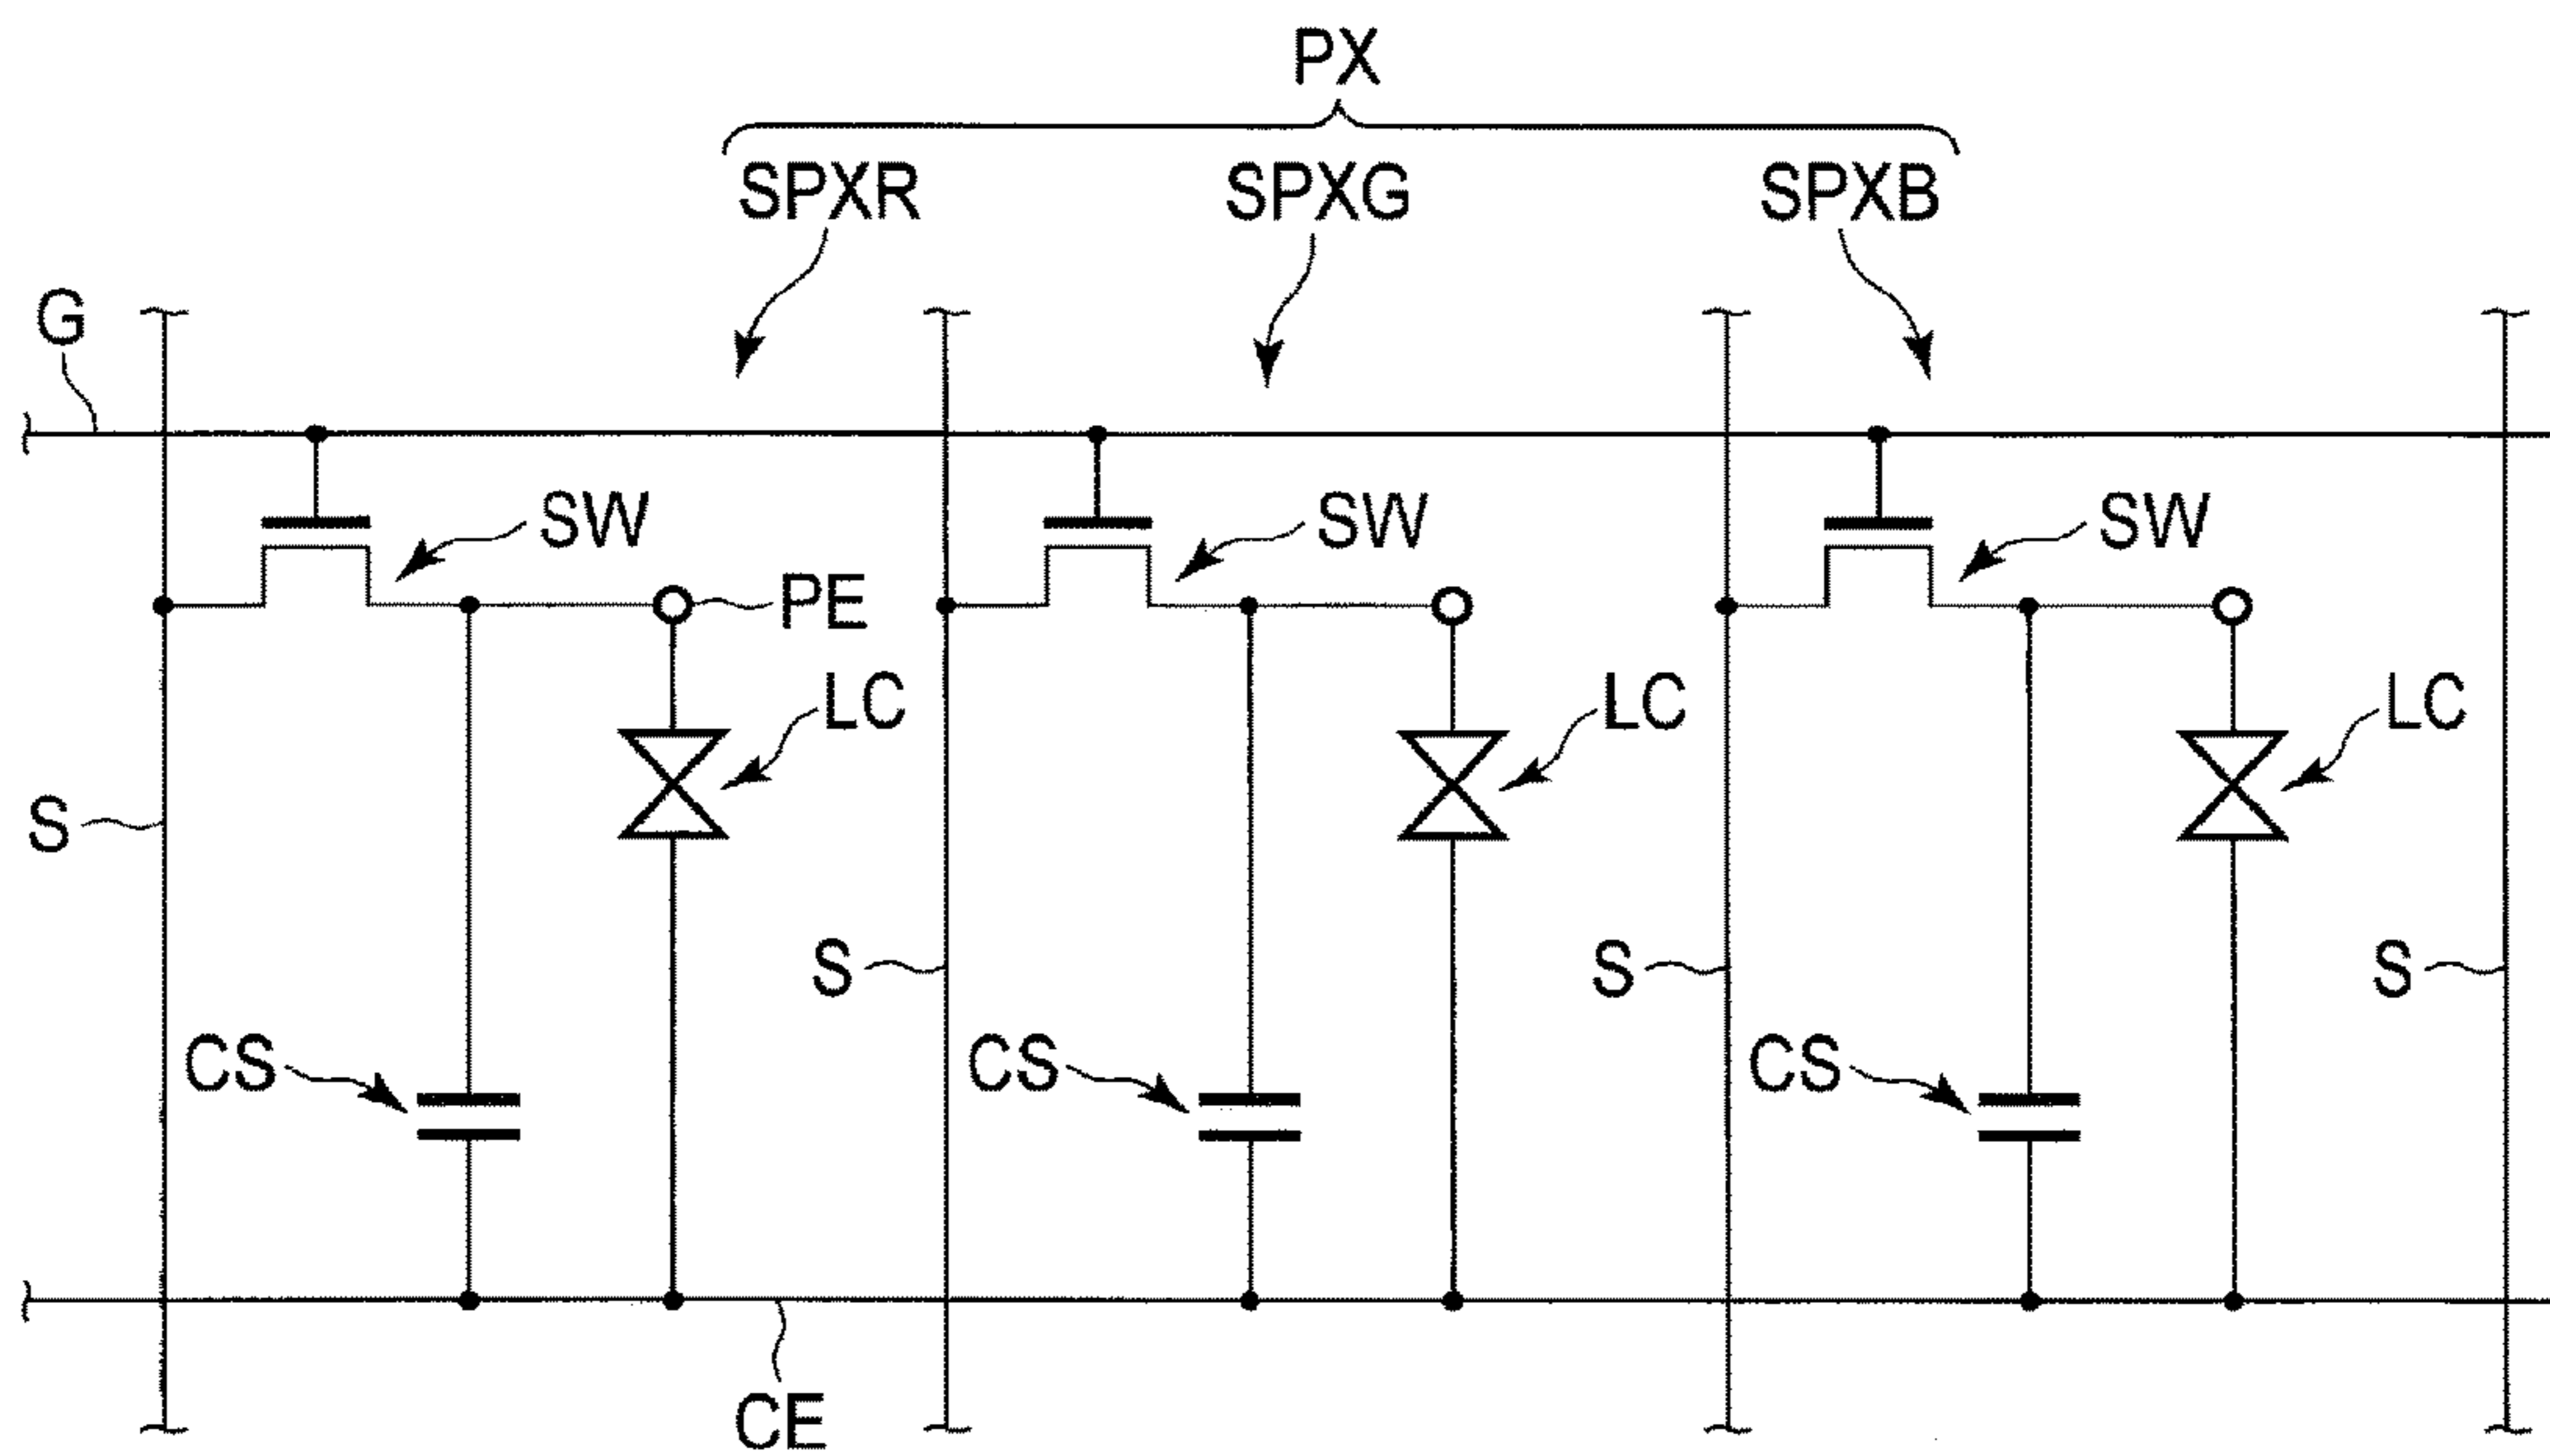 PX
SPXR SPXG SPXB
G
SW SW SW
PE
LC LC LC
S
S S S
CS CS CS
CE